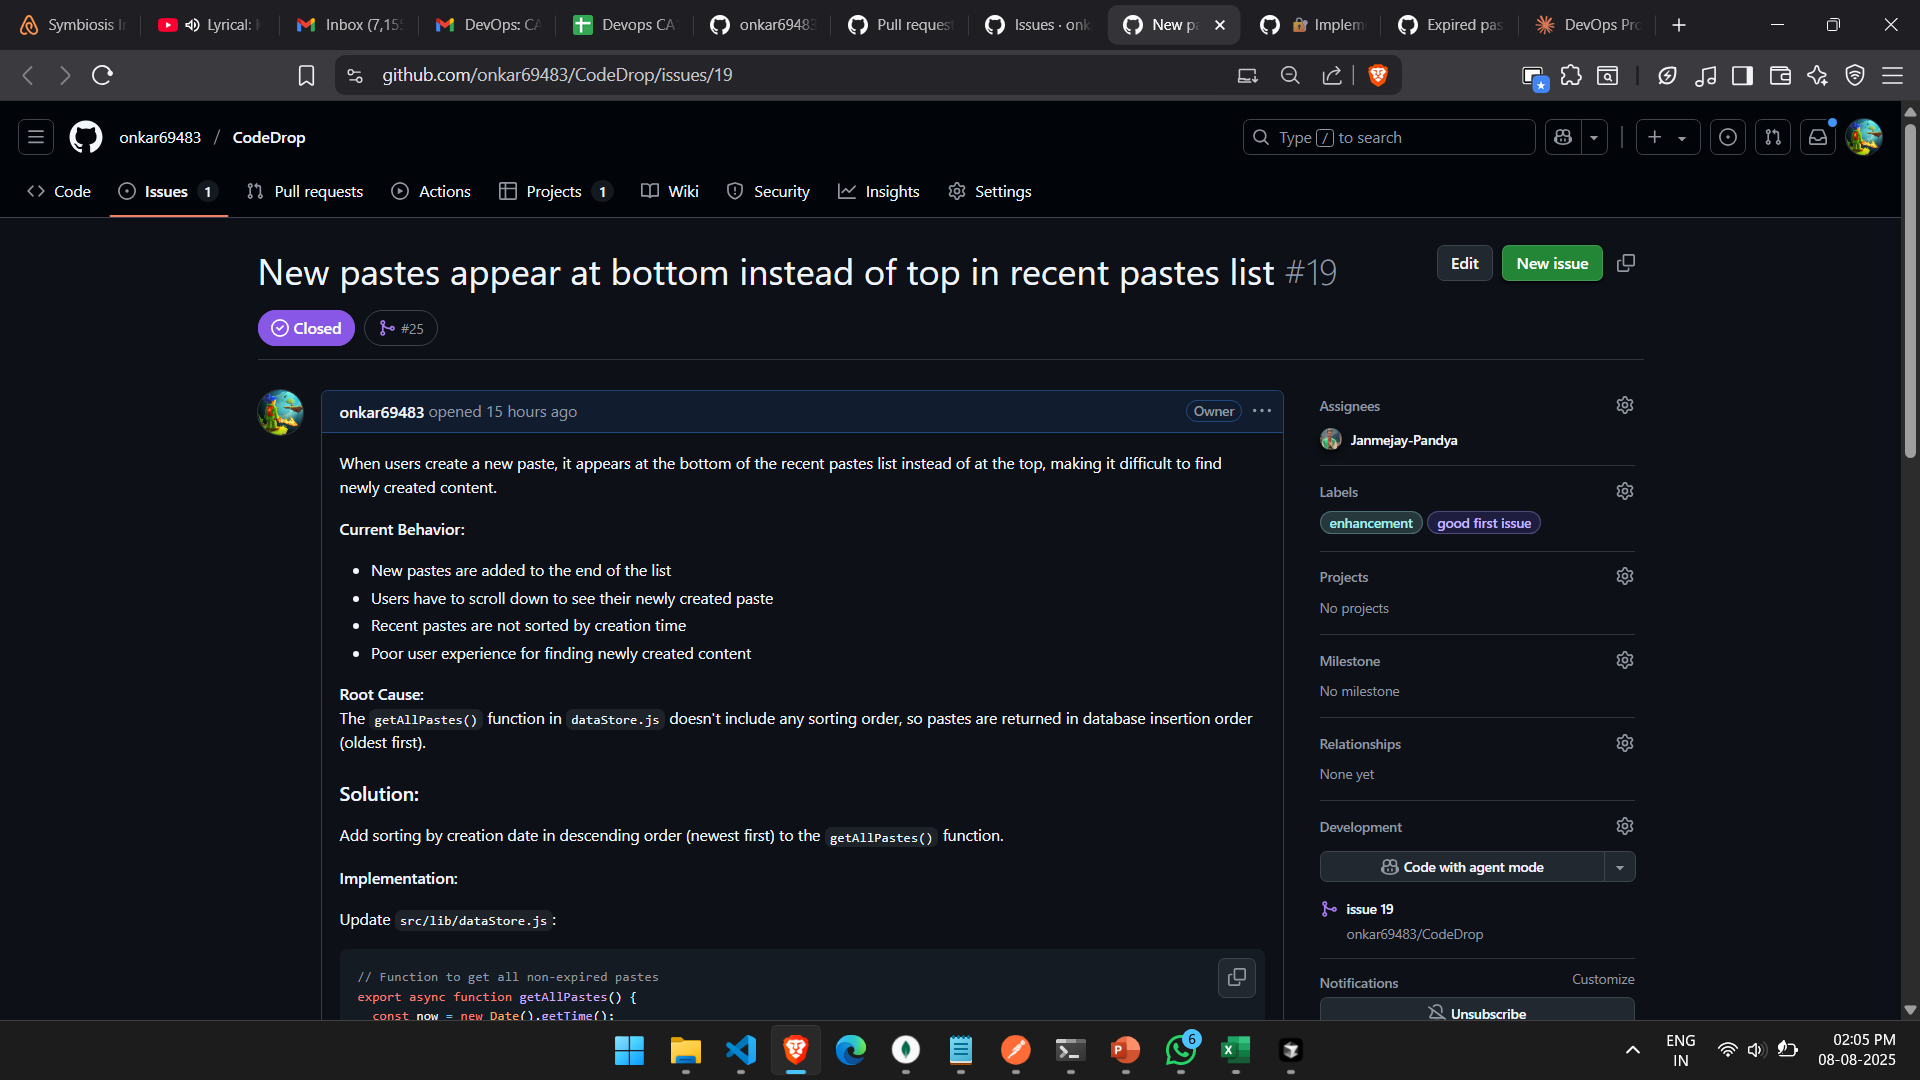 Symbiosis In
Lyrical:
Inbox (7,15
DevOps: CA
Devops CA
onkar69483
Pull request
Issues · onk
New pa
Implem
Expired pas
DevOps Pro
github.com/onkar69483/CodeDrop/issues/19
onkar69483 / CodeDrop
Type / to search
Code
Issues 1
Pull requests
Actions
Projects 1
Wiki
Security
Insights
Settings
New pastes appear at bottom instead of top in recent pastes list #19
Edit
New issue
Closed
#25
onkar69483 opened 15 hours ago
Owner
When users create a new paste, it appears at the bottom of the recent pastes list instead of at the top, making it difficult to find
newly created content.
Current Behavior:
• New pastes are added to the end of the list
• Users have to scroll down to see their newly created paste
• Recent pastes are not sorted by creation time
• Poor user experience for finding newly created content
Root Cause:
The getAllPastes() function in dataStore.js doesn't include any sorting order, so pastes are returned in database insertion order
(oldest first).
Solution:
Add sorting by creation date in descending order (newest first) to the getAllPastes() function.
Implementation:
Update src/lib/dataStore.js:
// Function to get all non-expired pastes
export async function getAllPastes() {
const now = new Date().getTime();
Assignees
Janmejay-Pandya
Labels
enhancement
good first issue
Projects
No projects
Milestone
No milestone
Relationships
None yet
Development
Code with agent mode
issue 19
onkar69483/CodeDrop
Notifications
Customize
Unsubscribe
6
ENG
IN
02:05 PM
08-08-2025